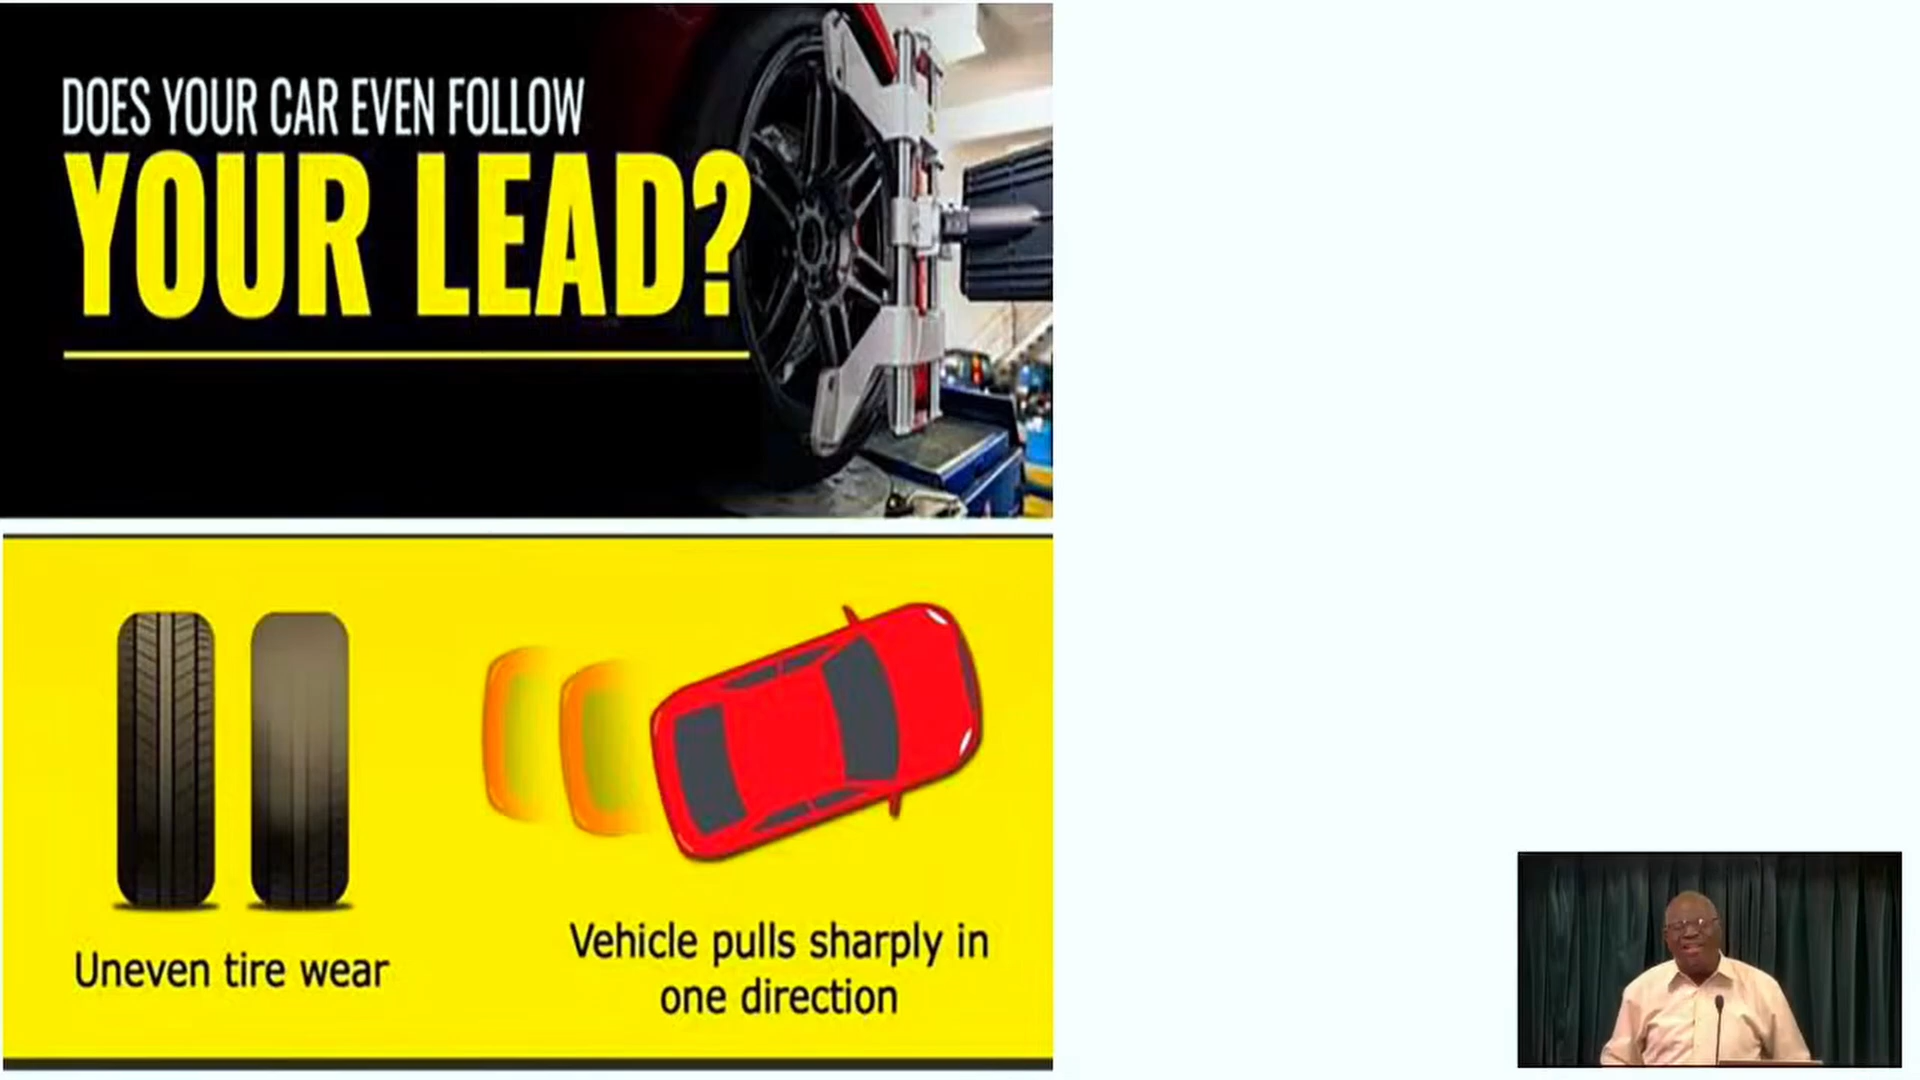 DOES YOUR CAR EVEN FOLLOW
YOUR LEAD?
Uneven tire wear
Vehicle pulls sharply in
one direction